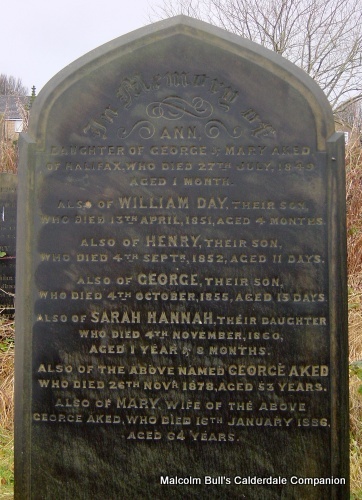 In Memory of
ANN,
DAUGHTER OF GEORGE & MARY AKED,
OF HALIFAX, WHO DIED 27TH JULY, 1849
AGED 1 MONTH.
ALSO OF WILLIAM DAY, THEIR SON,
WHO DIED 13TH APRIL, 1851, AGED 4 MONTHS.
ALSO OF HENRY, THEIR SON,
WHO DIED 4TH SEPTR, 1852, AGED 11 DAYS.
ALSO OF GEORGE, THEIR SON,
WHO DIED 4TH OCTOBER, 1855, AGED 15 DAYS.
ALSO OF SARAH HANNAH, THEIR DAUGHTER
WHO DIED 4TH NOVEMBER, 1860,
AGED 1 YEAR & 8 MONTHS.
ALSO OF THE ABOVE NAMED GEORGE AKED
WHO DIED 26TH NOVR 1878, AGED 53 YEARS.
ALSO OF MARY, WIFE OF THE ABOVE
GEORGE AKED, WHO DIED 16TH JANUARY 1886,
AGED 64 YEARS.
Malcolm Bull's Calderdale Companion